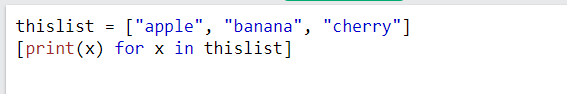 thislist = ["apple", "banana", "cherry"]
[print(x) for x in thislist]